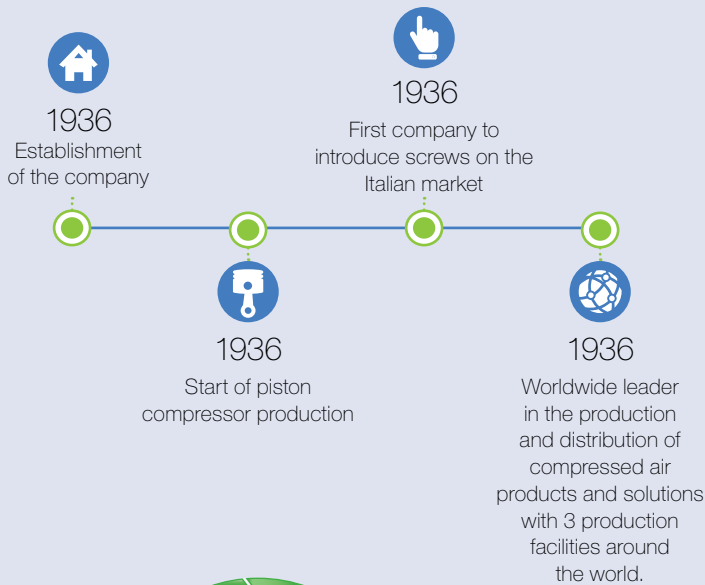 1936
Establishment
of the company
1936
Start of piston
compressor production
1936
First company to
introduce screws on the
Italian market
1936
Worldwide leader
in the production
and distribution of
compressed air
products and solutions
with 3 production
facilities around
the world.